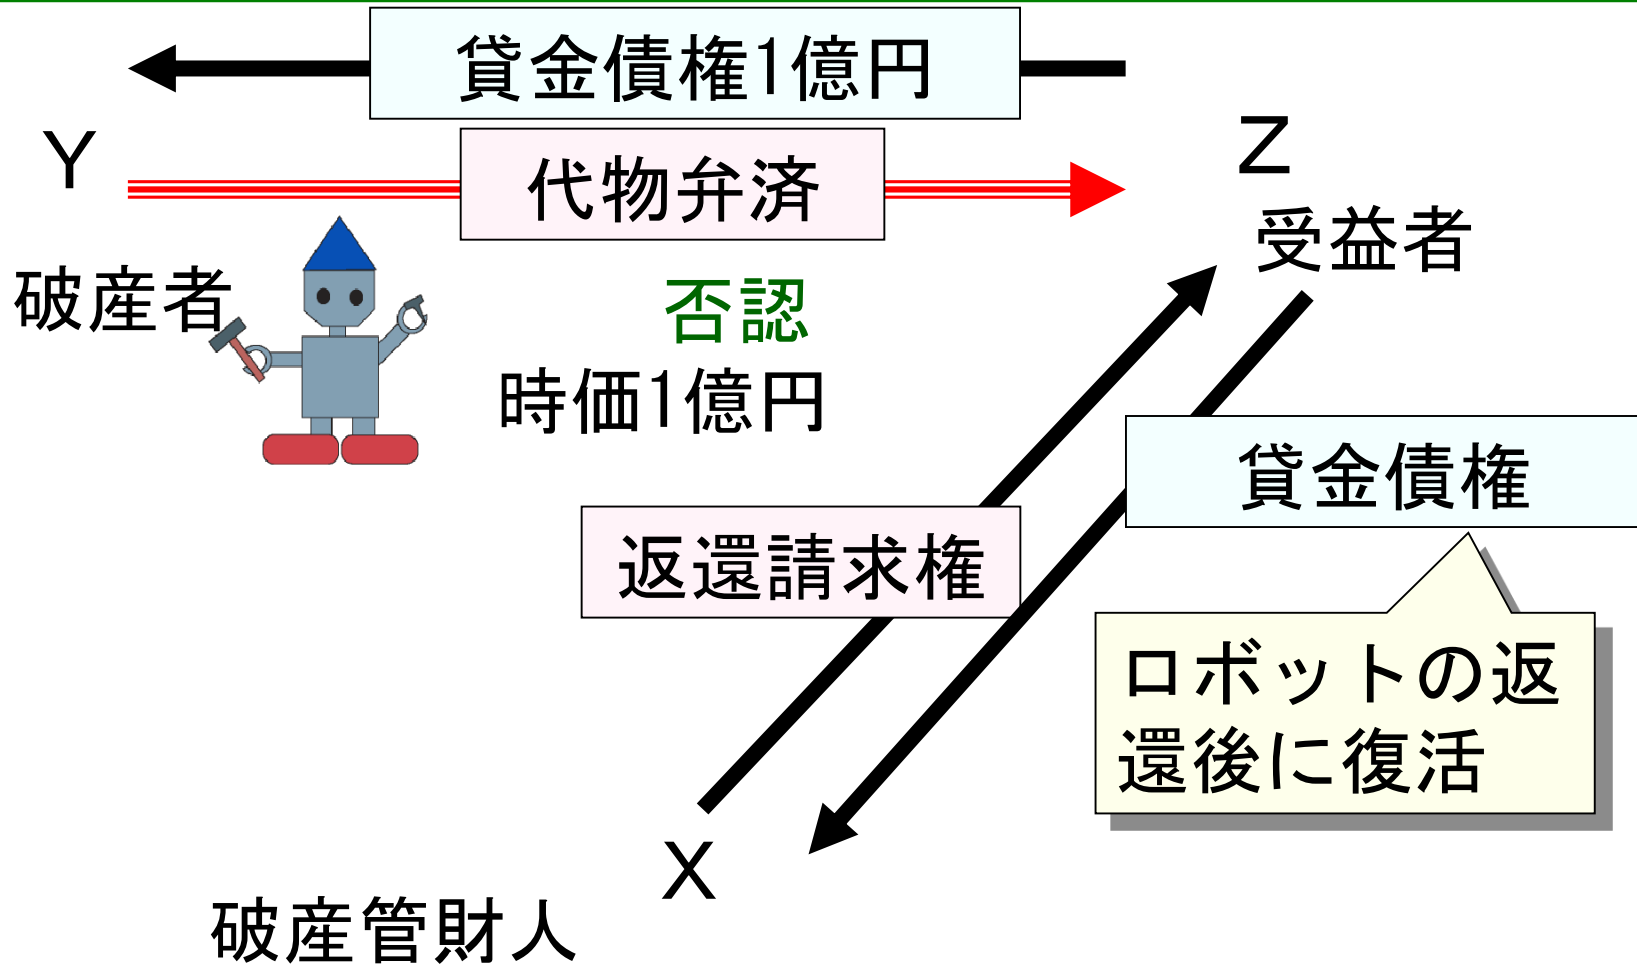 貸金債権1億円
Y
Z
代物弁済
受益者
破産者
否認
時価1億円
貸金債権
返還請求権
ロボットの返
還後に復活
X
破産管財人